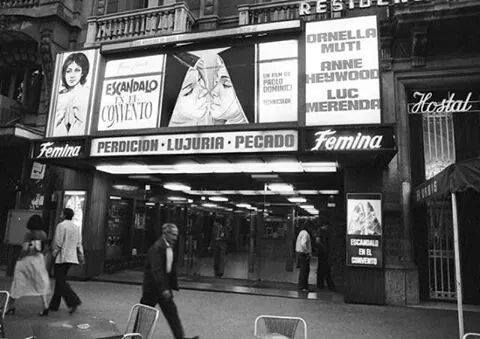 RESIDENC
ESCANDALO
EN EL
CONVENTO
UN FILM DE
PAOLO
DOMINICI
TECHNICOLOR
ORNELLA
MUTI
ANNE
HEYWOOD
LUC
MERENDA
Femina
PERDICION · LUJURIA · PECADO
Femina
Hostal
ESCANDALO
EN EL
CONVENTO